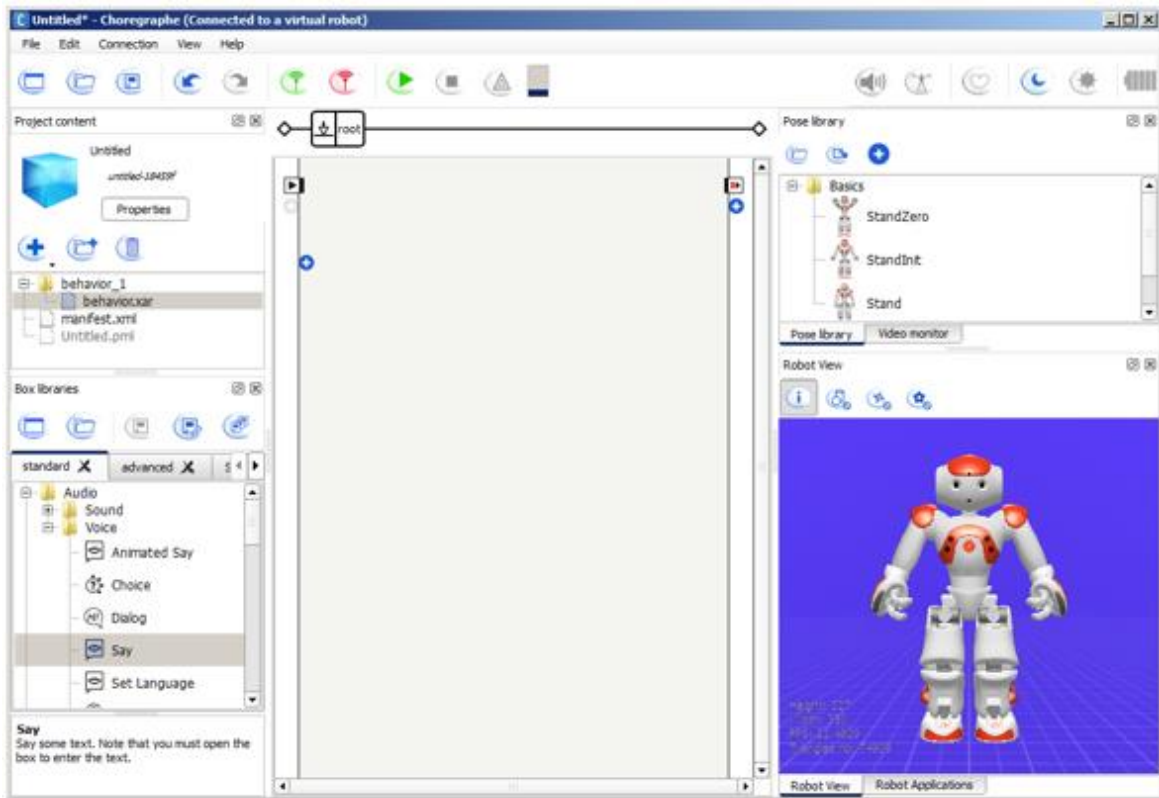 Untitled* - Choregraphe (Connected to a virtual robot)
File Edit Connection View Help
Project content
Untitled
Properties
behavior_1
behavior.xar
manifest.xml
Untitled.pml
Box libraries
standard
advanced
Audio
Sound
Voice
Animated Say
Choice
Dialog
Say
Set Language
Say
Say some text. Note that you must open the
box to enter the text.
root
Pose library
Basics
StandZero
StandInit
Stand
Pose library
Video monitor
Robot View
Robot View
Robot Applications